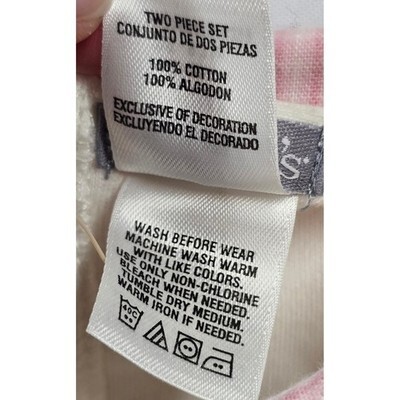 TWO PIECE SET
CONJUNTO DE DOS PIEZAS
100% COTTON
100% ALGODON
EXCLUSIVE OF DECORATION
EXCLUYENDO EL DECORADO
'S
WASH BEFORE WEAR
MACHINE WASH WARM
WITH LIKE COLORS.
USE ONLY NON-CHLORINE
BLEACH WHEN NEEDED.
TUMBLE DRY MEDIUM.
WARM IRON IF NEEDED.
40C